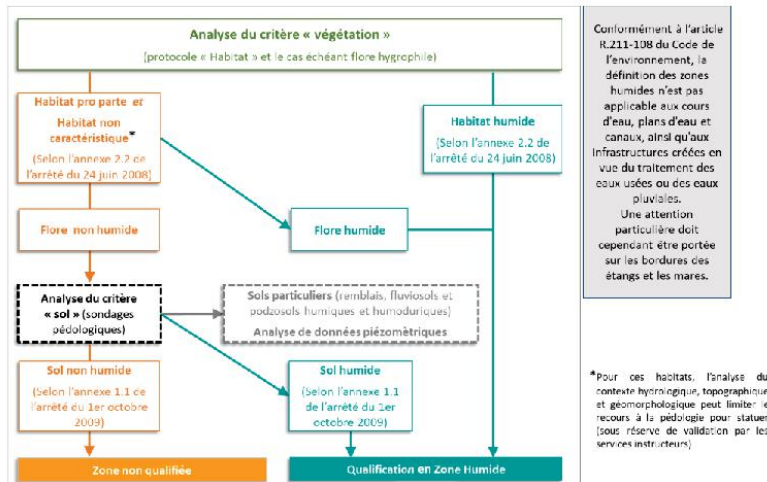 Analyse du critère « végétation »
(protocole « Habitat » et le cas échéant flore hygrophile)
Habitat pro parte et
Habitat non
caractéristique*
(Selon l'annexe 2.2 de
l'arrêté du 24 juin 2008)
Habitat humide
(Selon l'annexe 2.2 de
l'arrêté du 24 juin 2008)
Flore non humide
Flore humide
Analyse du critère
« sol » (sondages
pédologiques)
Sols particuliers (remblais, fluviosols et
podzosols humiques et humoduriques)
Analyse de données piézomètriques
Sol non humide
(Selon l'annexe 1.1 de
l'arrêté du 1er octobre
2009)
Sol humide
(Selon l'annexe 1.1
de l'arrêté du 1er
octobre 2009)
Zone non qualifiée
Qualification en Zone Humide
Conformément à l'article
R.211-108 du Code de
l'environnement, la
définition des zones
humides n'est pas
applicable aux cours
d'eau, plans d'eau et
canaux, ainsi qu'aux
infrastructures créées en
vue du traitement des
eaux usées ou des eaux
pluviales.
Une attention
particulière doit
cependant être portée
sur les bordures des
étangs et les mares.
*Pour ces habitats, l'analyse du
contexte hydrologique, topographique
et géomorphologique peut limiter le
recours à la pédologie pour statuer
(sous réserve de validation par les
services instructeurs)